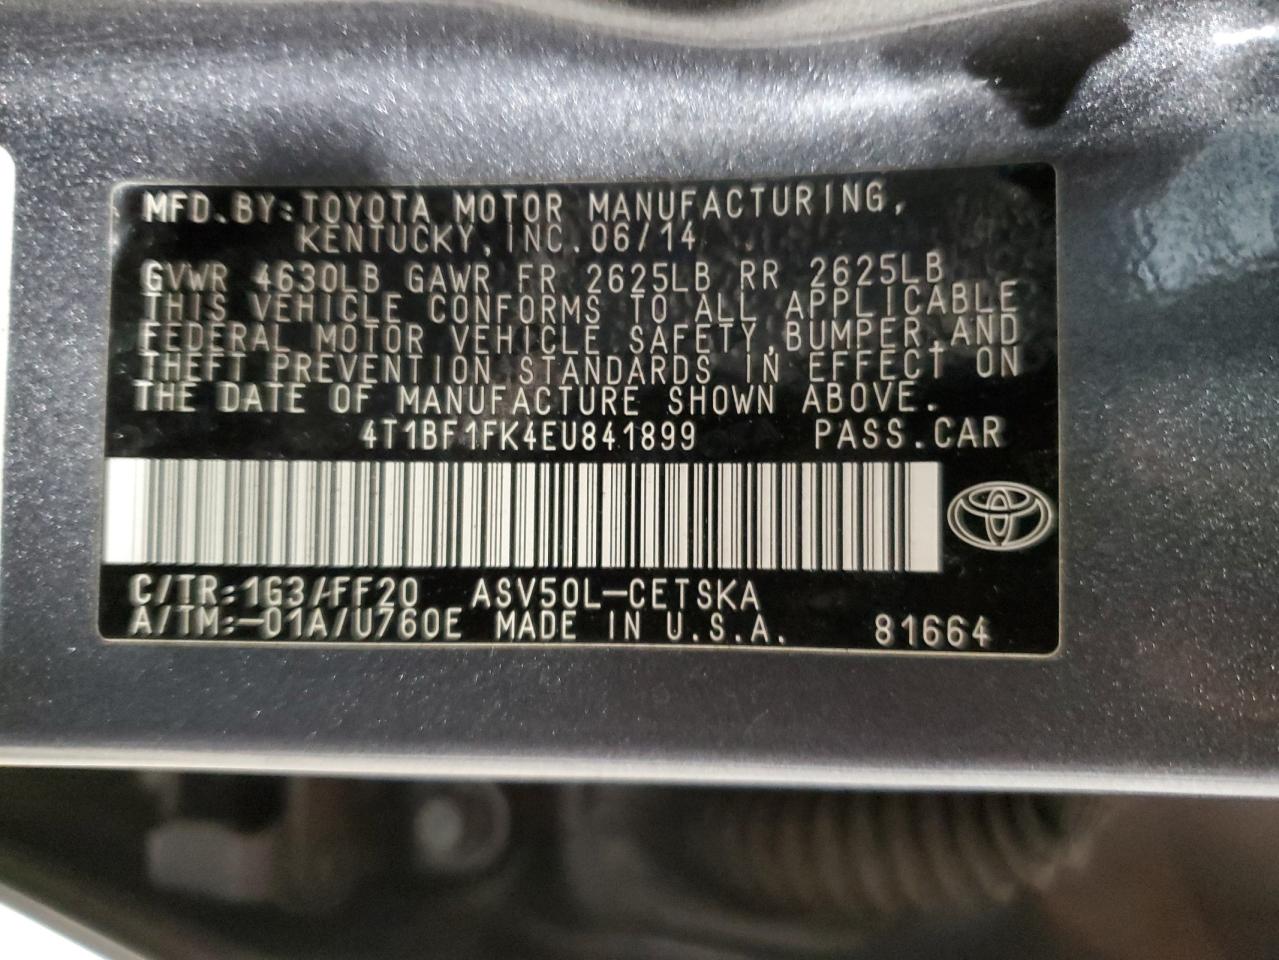 MFD.BY:TOYOTA MOTOR MANUFACTURING,
KENTUCKY,INC.06/14
GVWR 4630LB GAWR FR 2625LB RR 2625LB
THIS VEHICLE CONFORMS TO ALL APPLICABLE
FEDERAL MOTOR VEHICLE SAFETY,BUMPER,AND
THEFT PREVENTION STANDARDS IN EFFECT ON
THE DATE OF MANUFACTURE SHOWN ABOVE.
4T1BF1FK4EU841899 PASS.CAR
C/TR:1G3/FF20 ASV50L-CETSKA
A/TM:-01A/U760E MADE IN U.S.A. 81664